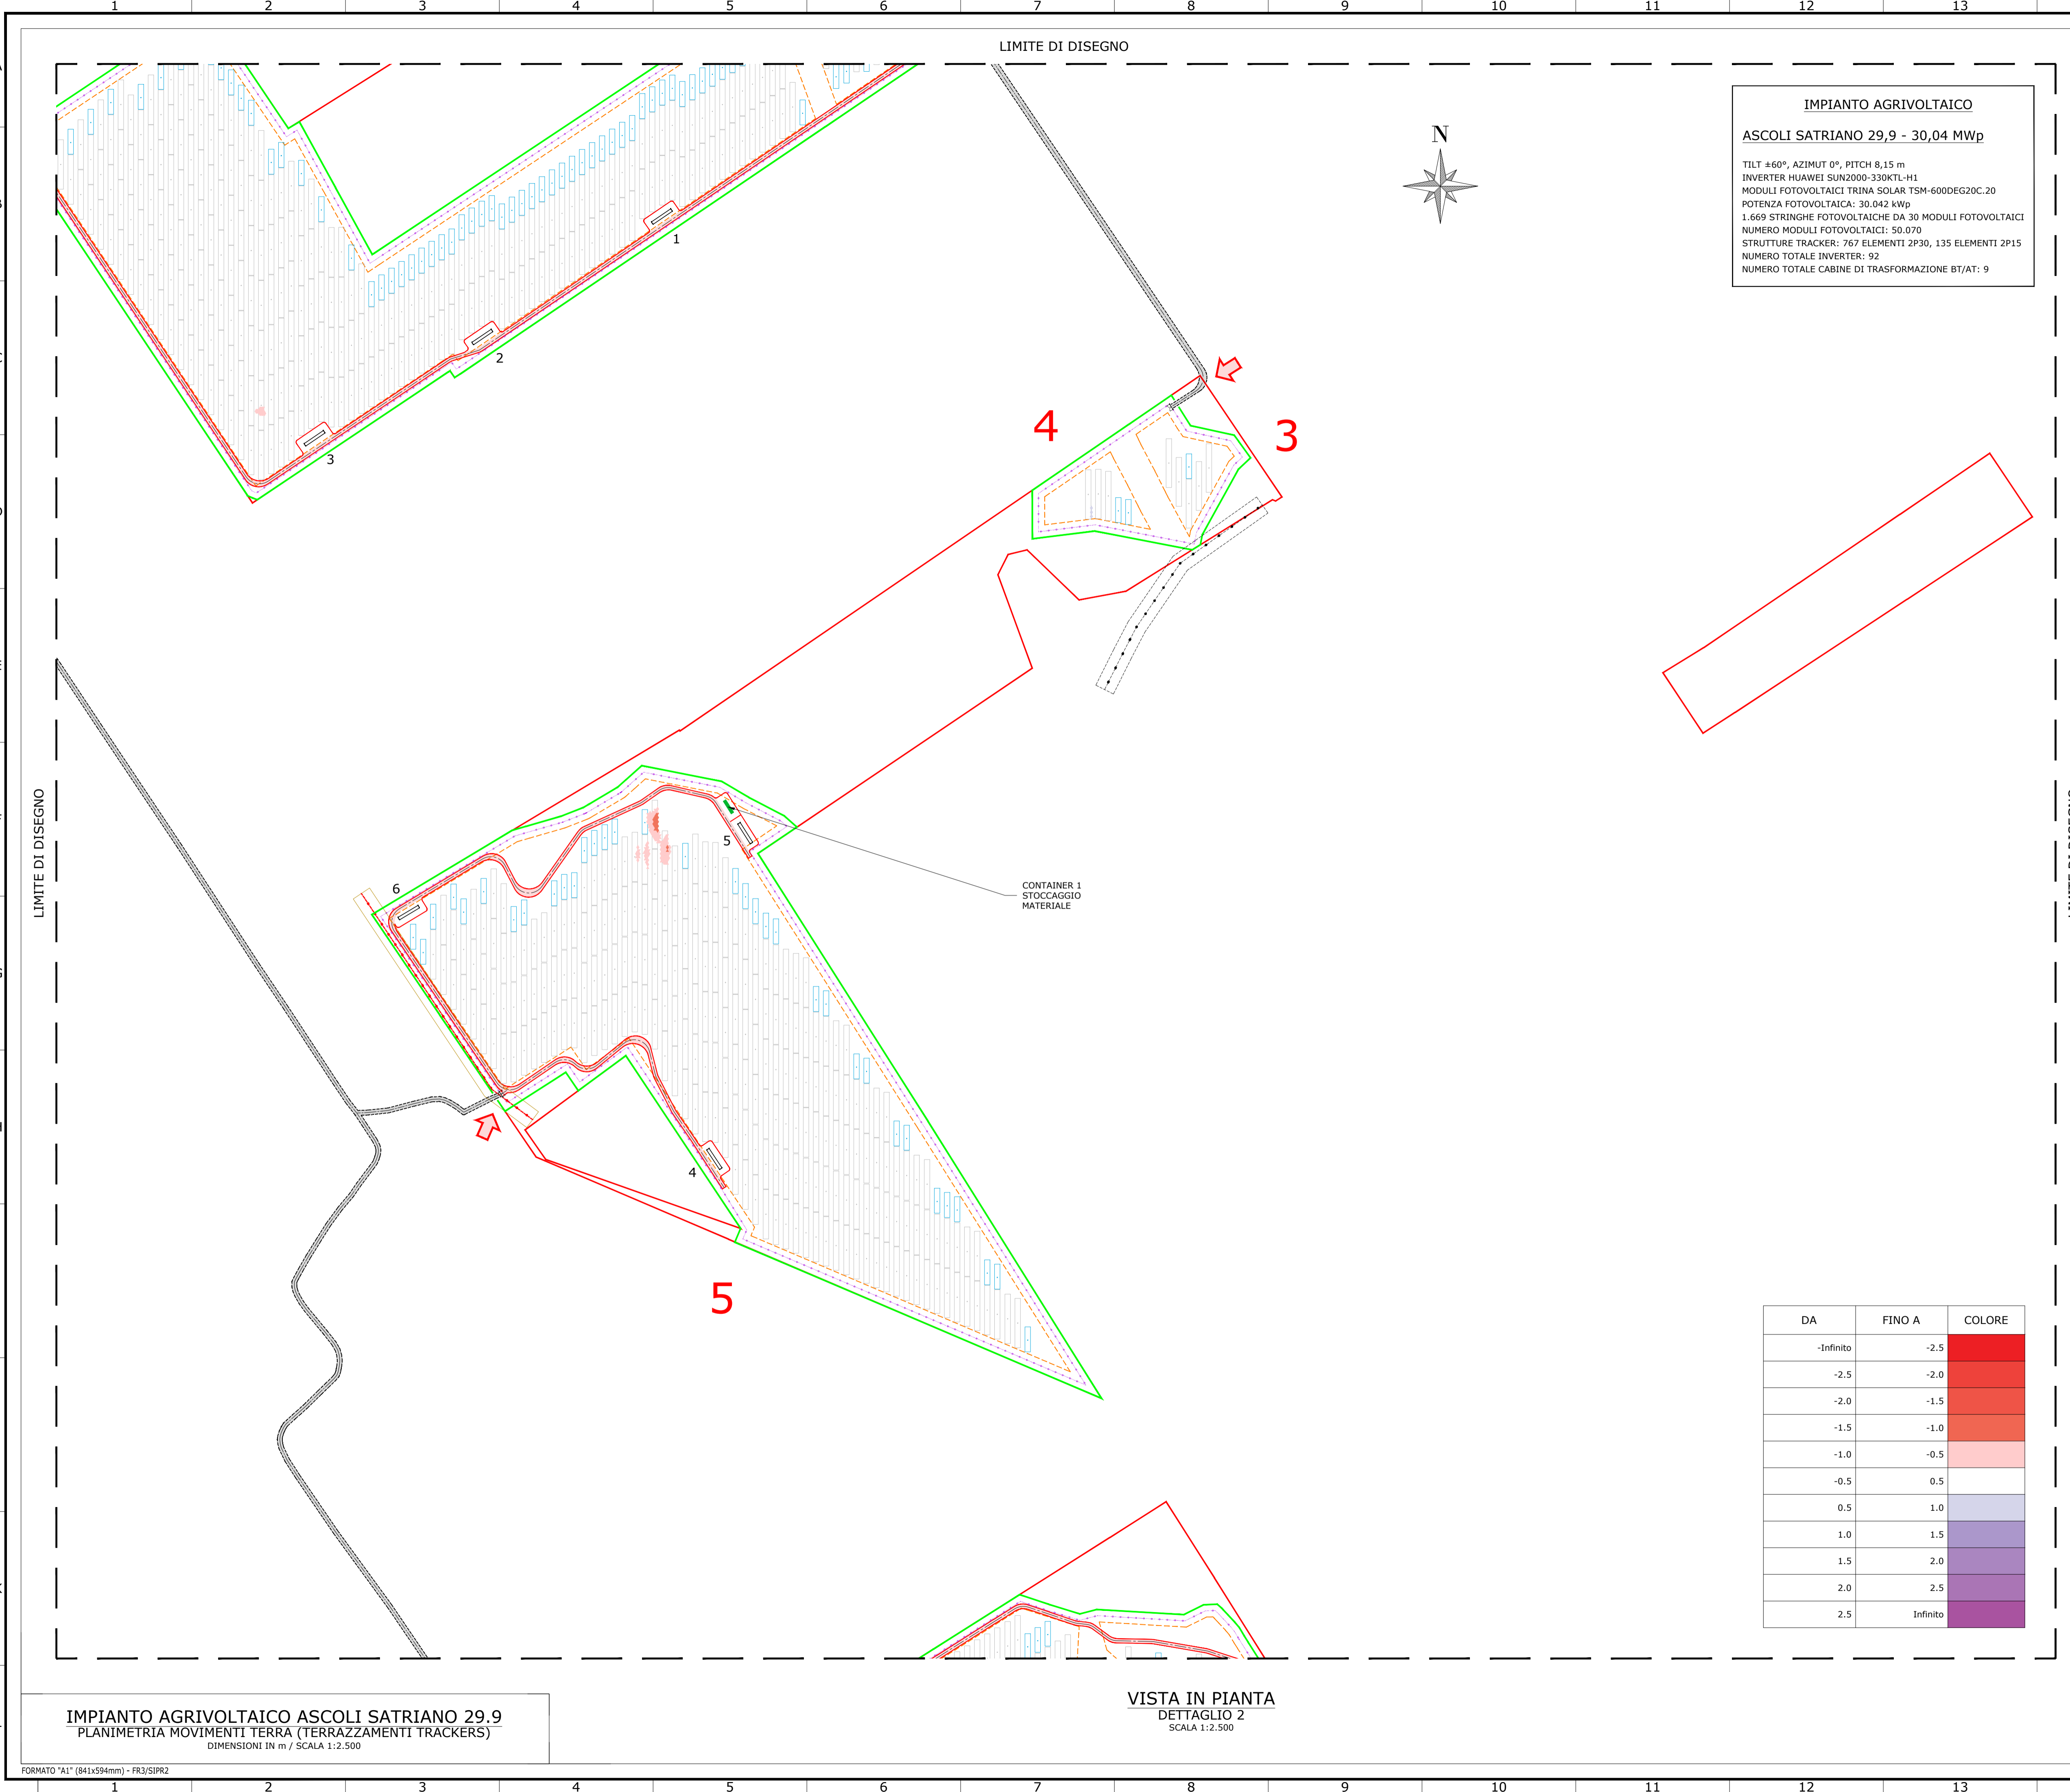 1 2 3 4 5 6 7 8 9 10 11 12 13
LIMITE DI DISEGNO
IMPIANTO AGRIVOLTAICO
ASCOLI SATRIANO 29,9 - 30,04 MWp
TILT ±60°, AZIMUT 0°, PITCH 8,15 m
INVERTER HUAWEI SUN2000-330KTL-H1
MODULI FOTOVOLTAICI TRINA SOLAR TSM-600DEG20C.20
POTENZA FOTOVOLTAICA: 30.042 kWp
1.669 STRINGHE FOTOVOLTAICHE DA 30 MODULI FOTOVOLTAICI
NUMERO MODULI FOTOVOLTAICI: 50.070
STRUTTURE TRACKER: 767 ELEMENTI 2P30, 135 ELEMENTI 2P15
NUMERO TOTALE INVERTER: 92
NUMERO TOTALE CABINE DI TRASFORMAZIONE BT/AT: 9
N
1
2
3
4
3
LIMITE DI DISEGNO
5
6
CONTAINER 1
STOCCAGGIO
MATERIALE
4
5
DA FINO A COLORE
-Infinito -2.5
-2.5 -2.0
-2.0 -1.5
-1.5 -1.0
-1.0 -0.5
-0.5 0.5
0.5 1.0
1.0 1.5
1.5 2.0
2.0 2.5
2.5 Infinito
IMPIANTO AGRIVOLTAICO ASCOLI SATRIANO 29.9
PLANIMETRIA MOVIMENTI TERRA (TERRAZZAMENTI TRACKERS)
DIMENSIONI IN m / SCALA 1:2.500
VISTA IN PIANTA
DETTAGLIO 2
SCALA 1:2.500
FORMATO "A1" (841x594mm) - FR3/SIPR2
1 2 3 4 5 6 7 8 9 10 11 12 13